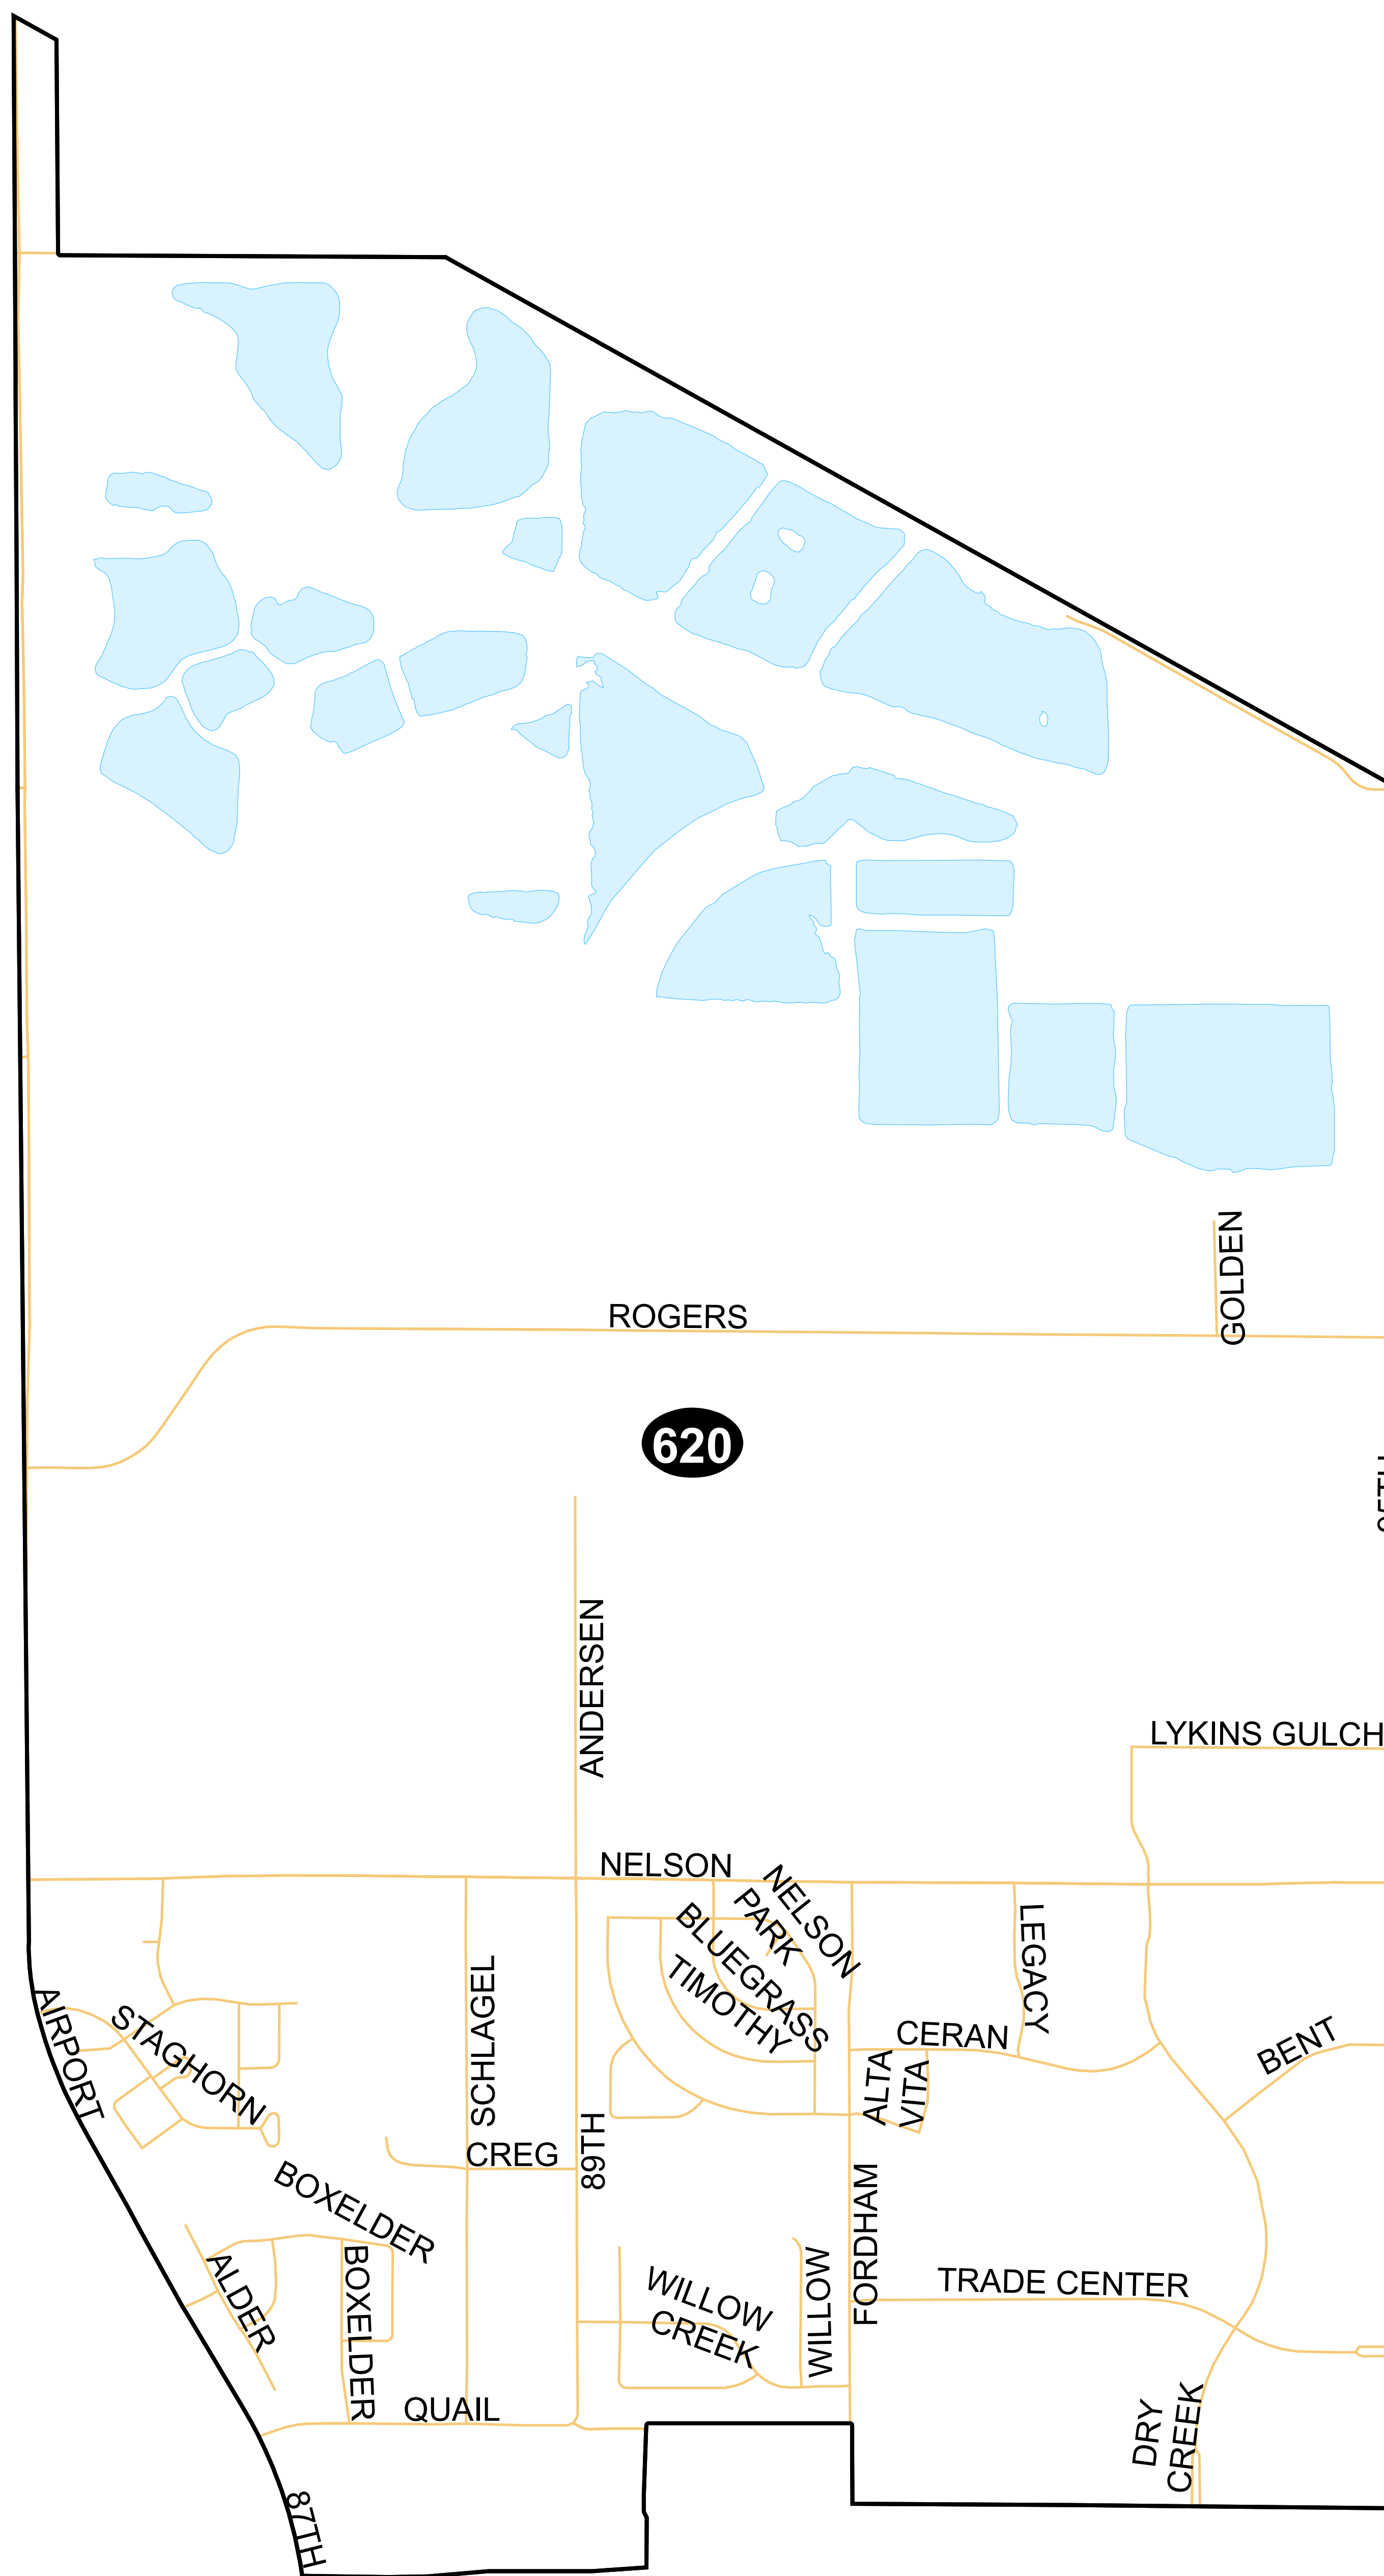 GOLDEN
ROGERS
620
ANDERSEN
LYKINS GULCH
NELSON
NELSON
PARK
BLUEGRASS
TIMOTHY
LEGACY
SCHLAGEL
AIRPORT
STAGHORN
CERAN
BENT
ALTA
VITA
89TH
CREG
BOXELDER
FORDHAM
ALDER
BOXELDER
WILLOW
CREEK
WILLOW
TRADE CENTER
QUAIL
DRY
CREEK
87TH